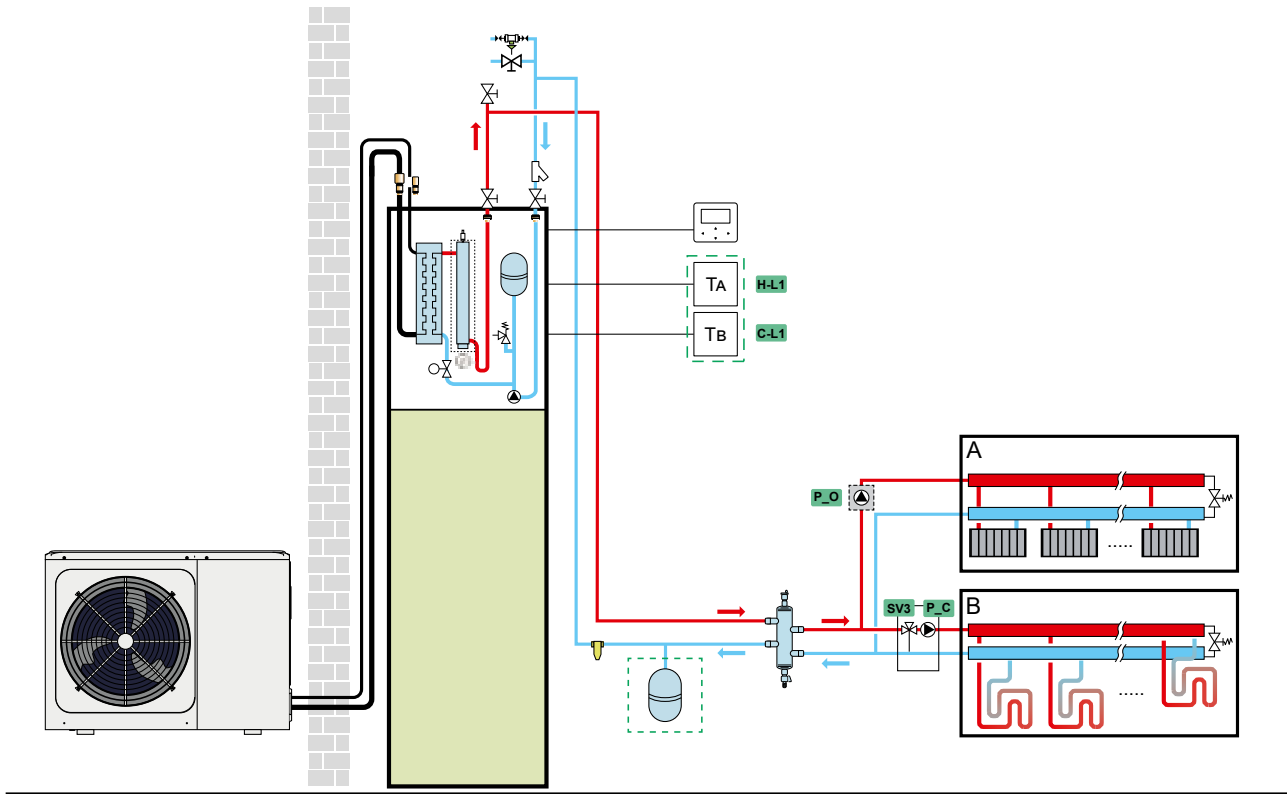 TA
H-L1
TB
C-L1
A
P_O
.....
SV3
P_C
B
.....